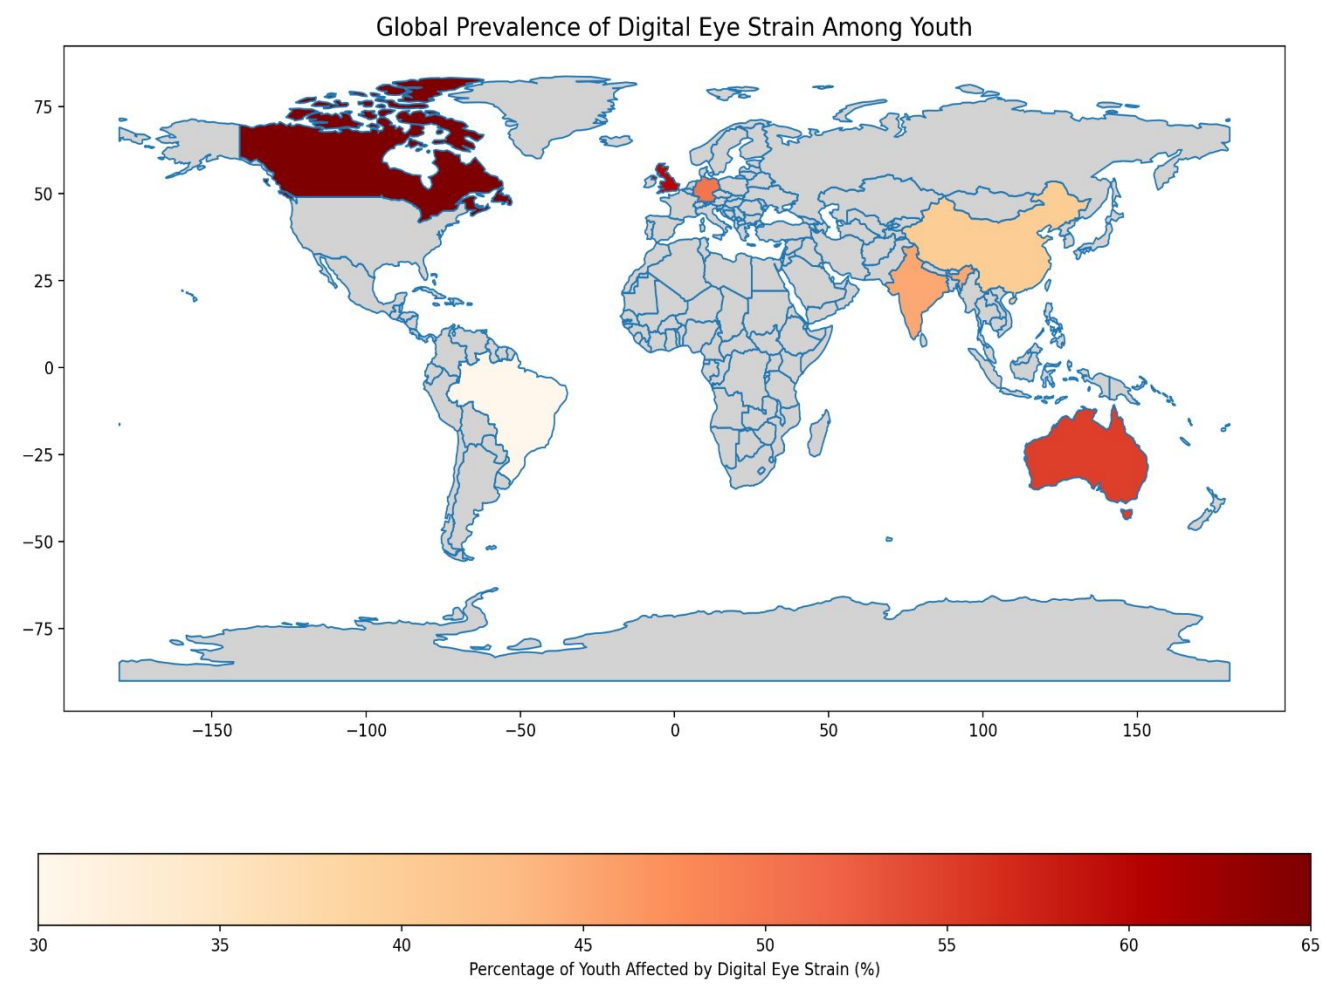 Global Prevalence of Digital Eye Strain Among Youth
75
50
25
0
−25
−50
−75
−150 −100 −50 0 50 100 150
30 35 40 45 50 55 60 65
Percentage of Youth Affected by Digital Eye Strain (%)